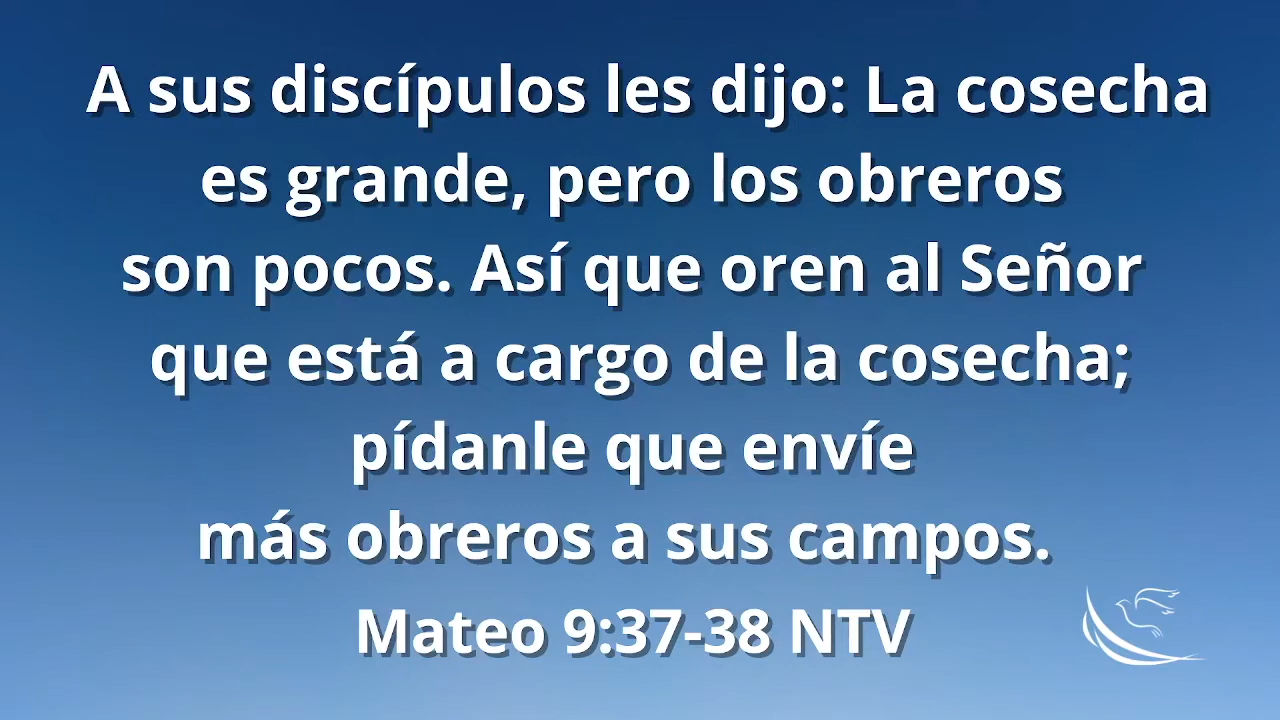 A sus discípulos les dijo: La cosecha
es grande, pero los obreros
son pocos. Así que oren al Señor
que está a cargo de la cosecha;
pídanle que envíe
más obreros a sus campos.
Mateo 9:37-38 NTV